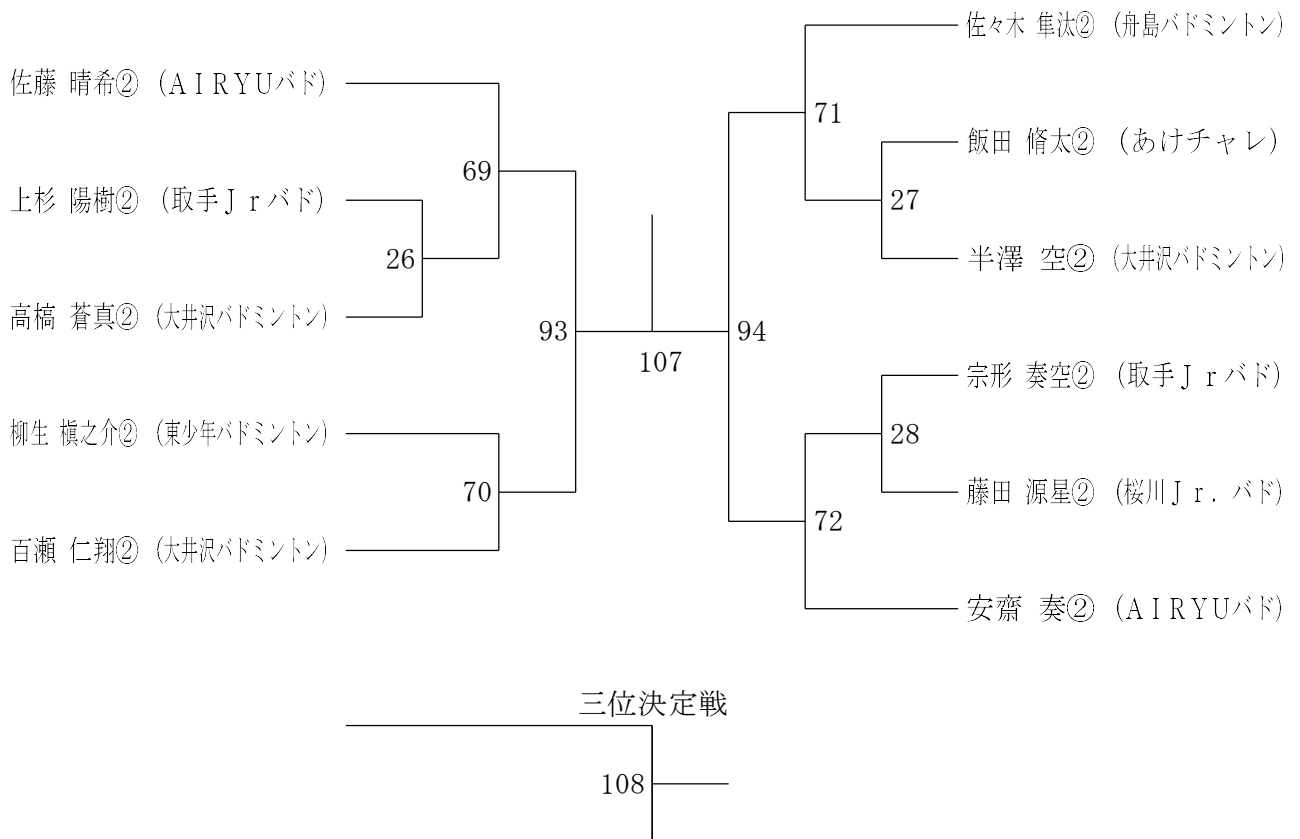 佐藤 晴希② (ＡＩＲＹＵバド)
69
上杉 陽樹② (取手Ｊｒバド)
26
高槗 蒼真② (大井沢バドミントン)
93
柳生 槇之介② (東少年バドミントン)
70
百瀬 仁翔② (大井沢バドミントン)
107
佐々木 隼汰② (舟島バドミントン)
71
飯田 脩太② (あけチャレ)
27
半澤 空② (大井沢バドミントン)
94
宗形 奏空② (取手Ｊｒバド)
28
藤田 源星② (桜川Ｊｒ．バド)
72
安齋 奏② (ＡＩＲＹＵバド)
三位決定戦
108